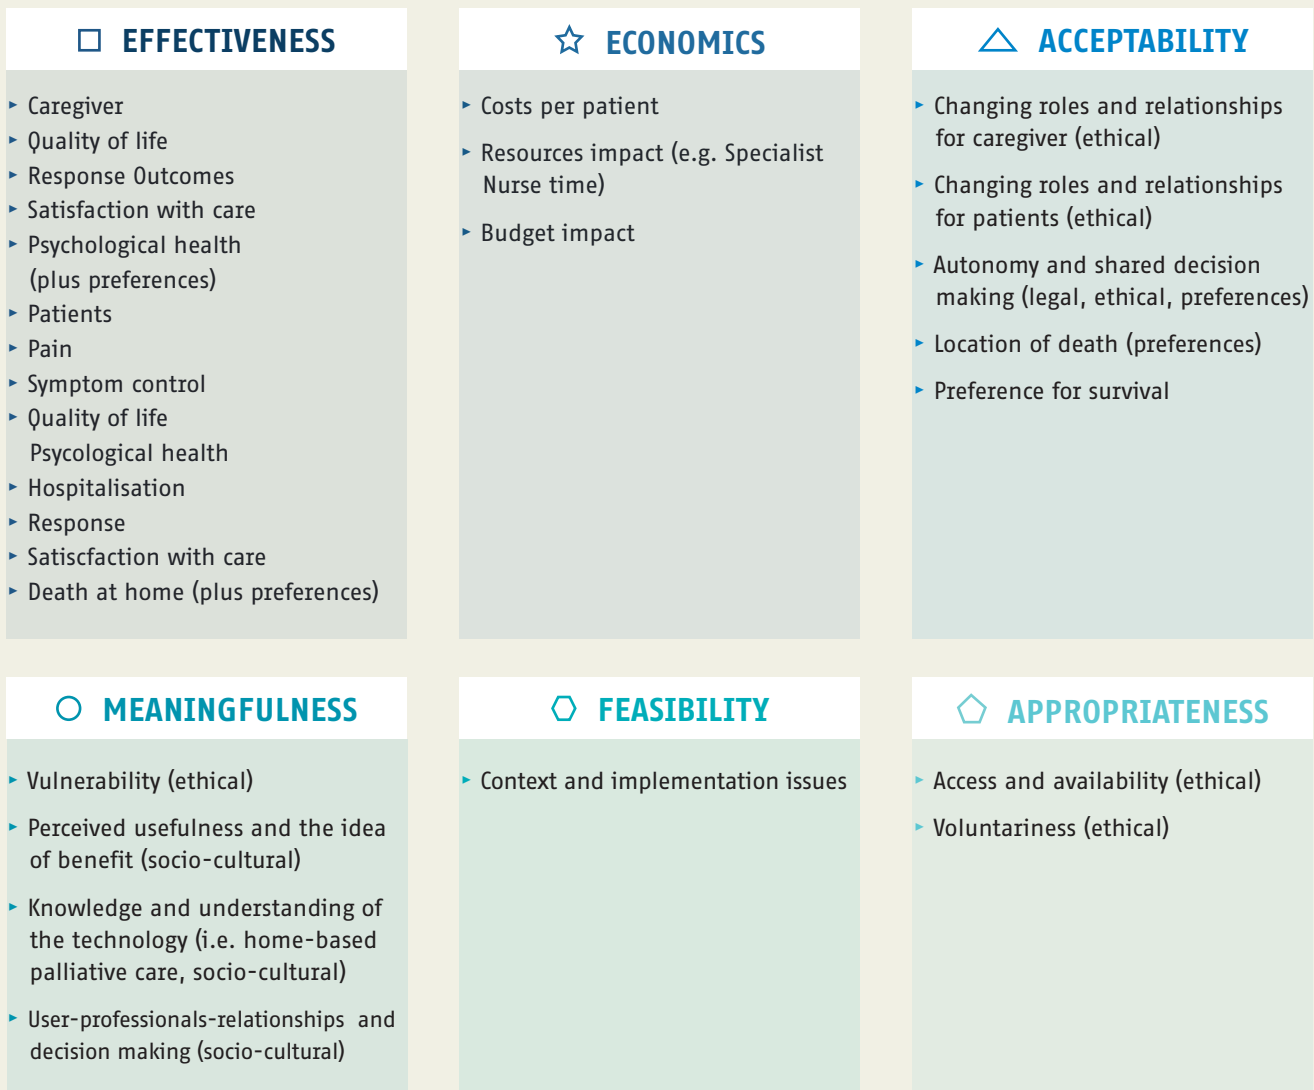 EFFECTIVENESS
▸ Caregiver
▸ Quality of life
▸ Response Outcomes
▸ Satisfaction with care
▸ Psychological health
(plus preferences)
▸ Patients
▸ Pain
▸ Symptom control
▸ Quality of life
Psycological health
▸ Hospitalisation
▸ Response
▸ Satiscfaction with care
▸ Death at home (plus preferences)
ECONOMICS
▸ Costs per patient
▸ Resources impact (e.g. Specialist
Nurse time)
▸ Budget impact
ACCEPTABILITY
▸ Changing roles and relationships
for caregiver (ethical)
▸ Changing roles and relationships
for patients (ethical)
▸ Autonomy and shared decision
making (legal, ethical, preferences)
▸ Location of death (preferences)
▸ Preference for survival
MEANINGFULNESS
▸ Vulnerability (ethical)
▸ Perceived usefulness and the idea
of benefit (socio-cultural)
▸ Knowledge and understanding of
the technology (i.e. home-based
palliative care, socio-cultural)
▸ User-professionals-relationships and
decision making (socio-cultural)
FEASIBILITY
▸ Context and implementation issues
APPROPRIATENESS
▸ Access and availability (ethical)
▸ Voluntariness (ethical)